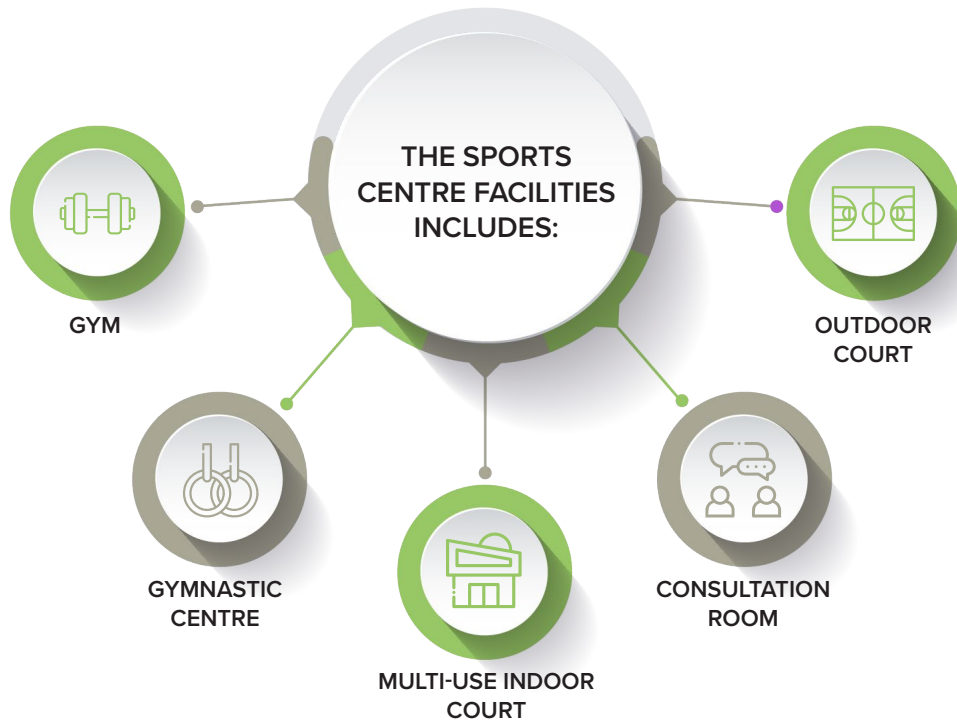 THE SPORTS
CENTRE FACILITIES
INCLUDES:
GYM
OUTDOOR
COURT
GYMNASTIC
CENTRE
CONSULTATION
ROOM
MULTI-USE INDOOR
COURT